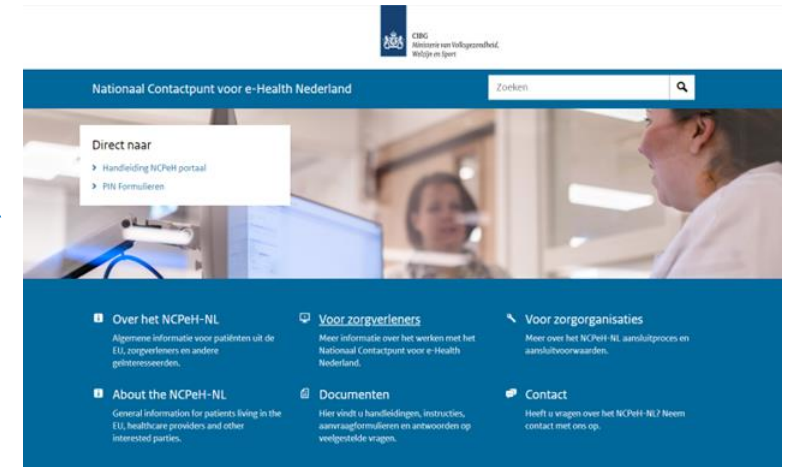 CIBG
Ministerie van Volksgezondheid,
Welzijn en Sport
Nationaal Contactpunt voor e-Health Nederland
Zoeken
Direct naar
Handleiding NCPeH portaal
PIN Formulieren
Over het NCPeH-NL
Algemene informatie voor patiënten uit de
EU, zorgverleners en andere
geïnteresseerden.
Voor zorgverleners
Meer informatie over het werken met het
Nationaal Contactpunt voor e-Health
Nederland.
Voor zorgorganisaties
Meer over het NCPeH-NL aansluitproces en
aansluitvoorwaarden.
About the NCPeH-NL
General information for patients living in the
EU, healthcare providers and other
interested parties.
Documenten
Hier vindt u handleidingen, instructies,
aanvraagformulieren en antwoorden op
veelgestelde vragen.
Contact
Heeft u vragen over het NCPeH-NL? Neem
contact met ons op.